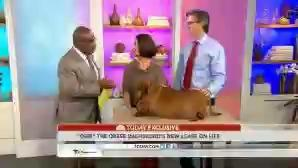 TODAY EXCLUSIVE
"OBIE" THE OBESE DACHSHUND'S NEW LEASE ON LIFE
TODAY.COM